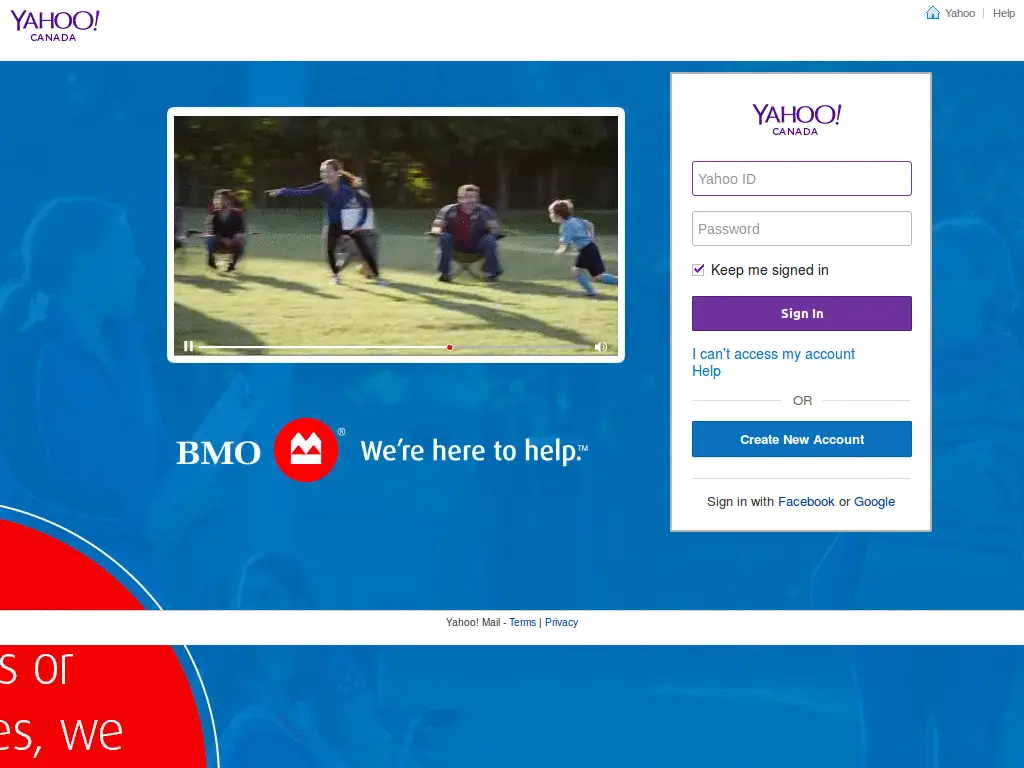 YAHOO!
CANADA
Yahoo | Help
YAHOO!
CANADA
Yahoo ID
Password
Keep me signed in
Sign In
I can't access my account
Help
OR
Create New Account
Sign in with Facebook or Google
BMO ® We're here to help.™
Yahoo! Mail - Terms | Privacy
s or
es, we